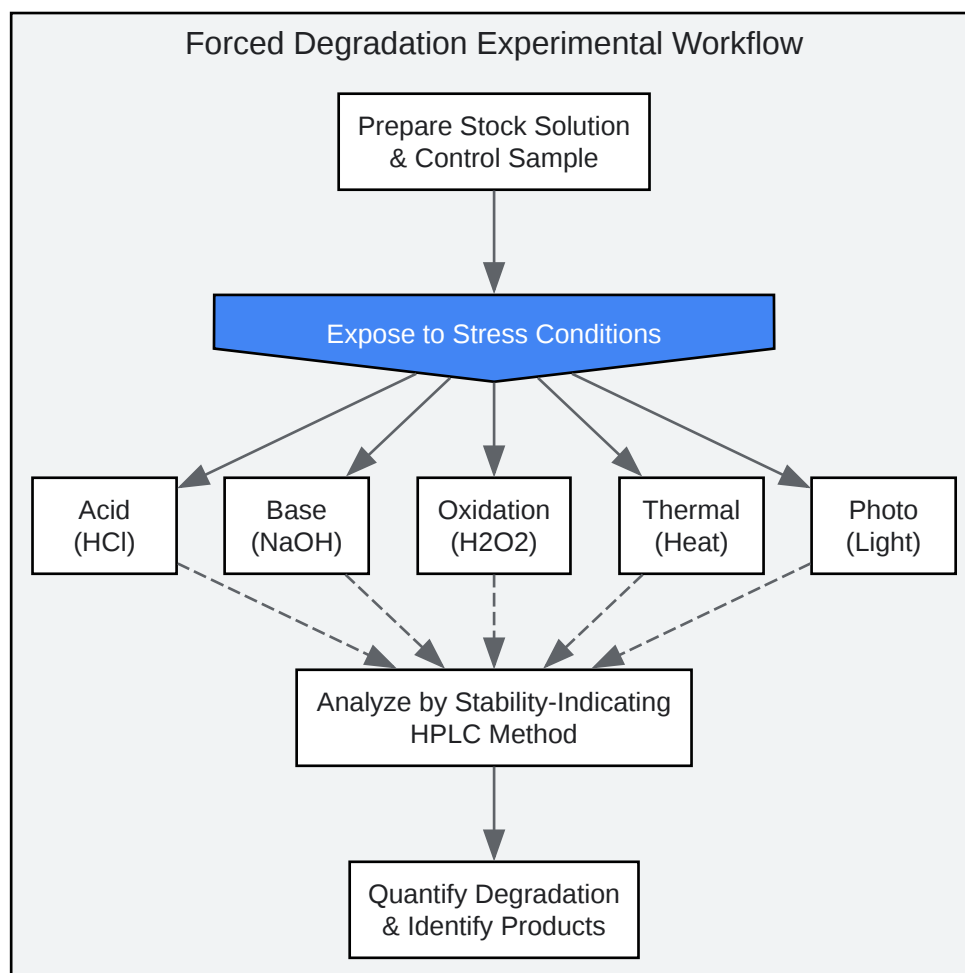 Forced Degradation Experimental Workflow
Prepare Stock Solution
& Control Sample
Expose to Stress Conditions
Acid
(HCl)
Base
(NaOH)
Oxidation
(H2O2)
Thermal
(Heat)
Photo
(Light)
Analyze by Stability-Indicating
HPLC Method
Quantify Degradation
& Identify Products